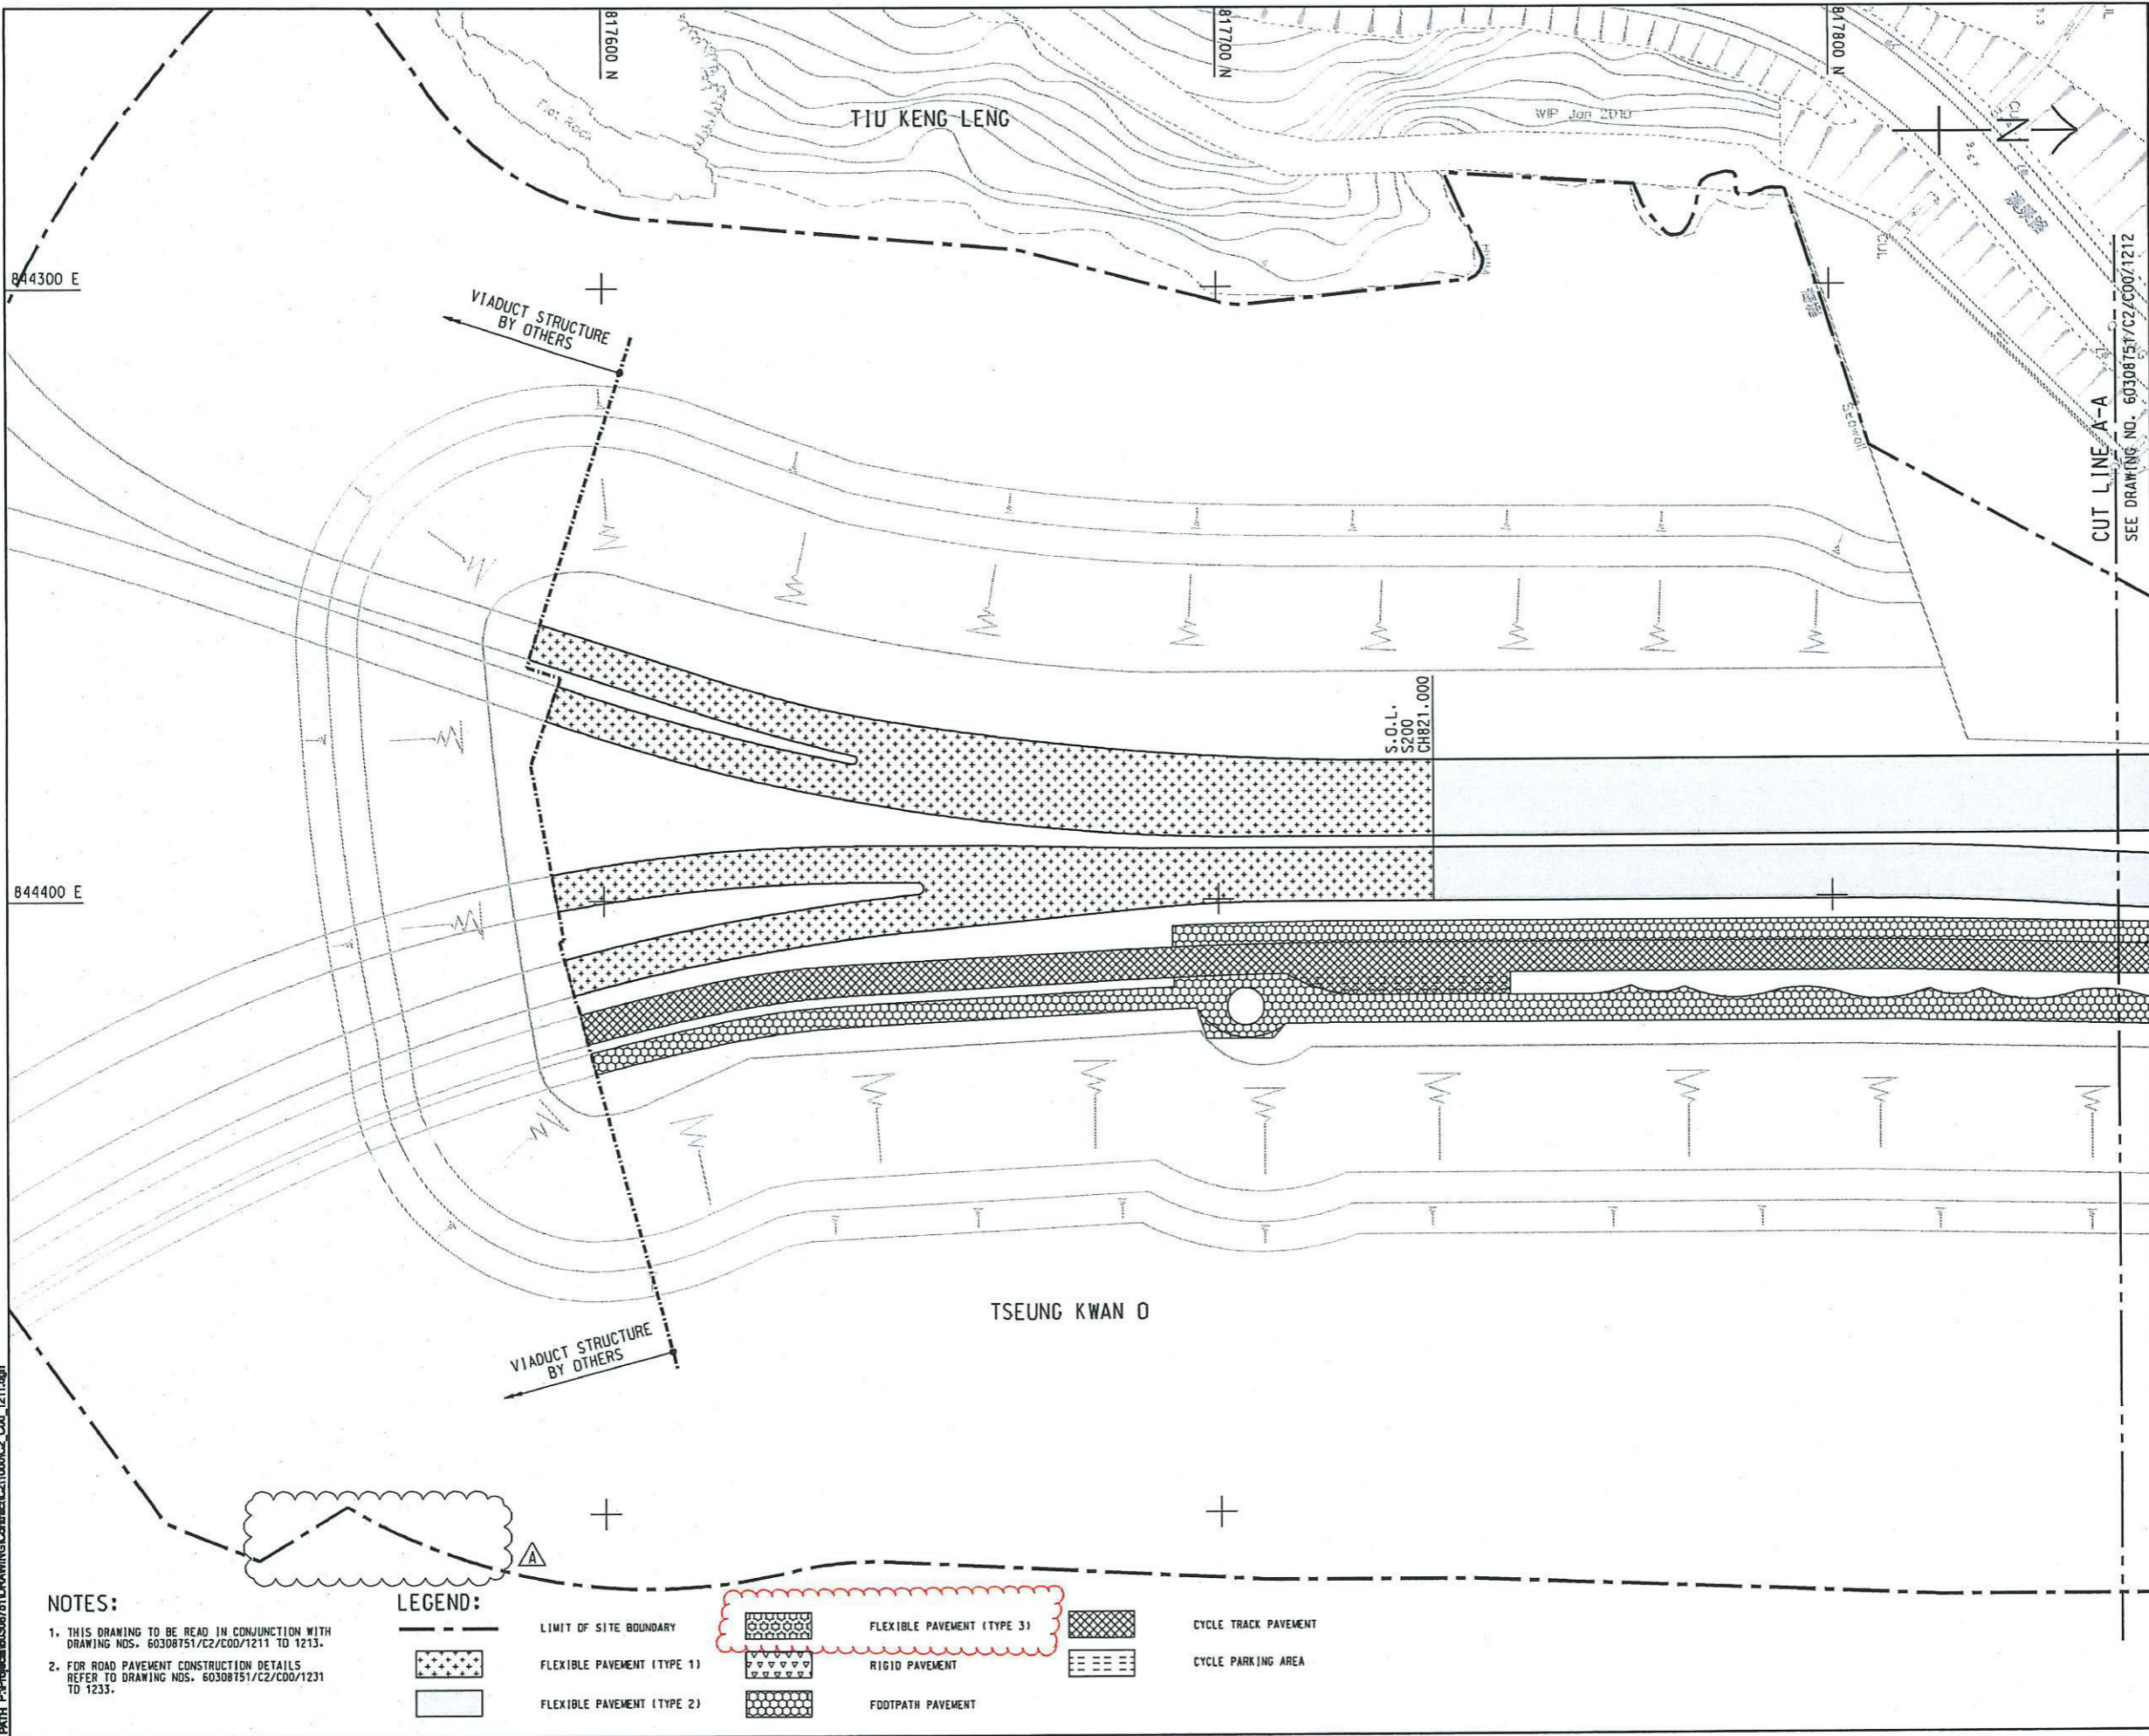 817600 N
817700 N
817800 N
TIU KENG LENG
WIP Jan 2010
Flat Rock
N
844300 E
VIADUCT STRUCTURE
BY OTHERS
Seawall
CUT LINE A-A
SEE DRAWING NO. 60308751/C2/C00/1212
S.O.L.
S200
CH821.000
844400 E
TSEUNG KWAN O
VIADUCT STRUCTURE
BY OTHERS
A
NOTES:
1. THIS DRAWING TO BE READ IN CONJUNCTION WITH
DRAWING NOS. 60308751/C2/C00/1211 TO 1213.
2. FOR ROAD PAVEMENT CONSTRUCTION DETAILS
REFER TO DRAWING NOS. 60308751/C2/C00/1231
TO 1233.
LEGEND:
LIMIT OF SITE BOUNDARY
FLEXIBLE PAVEMENT (TYPE 1)
FLEXIBLE PAVEMENT (TYPE 2)
FLEXIBLE PAVEMENT (TYPE 3)
RIGID PAVEMENT
FOOTPATH PAVEMENT
CYCLE TRACK PAVEMENT
CYCLE PARKING AREA